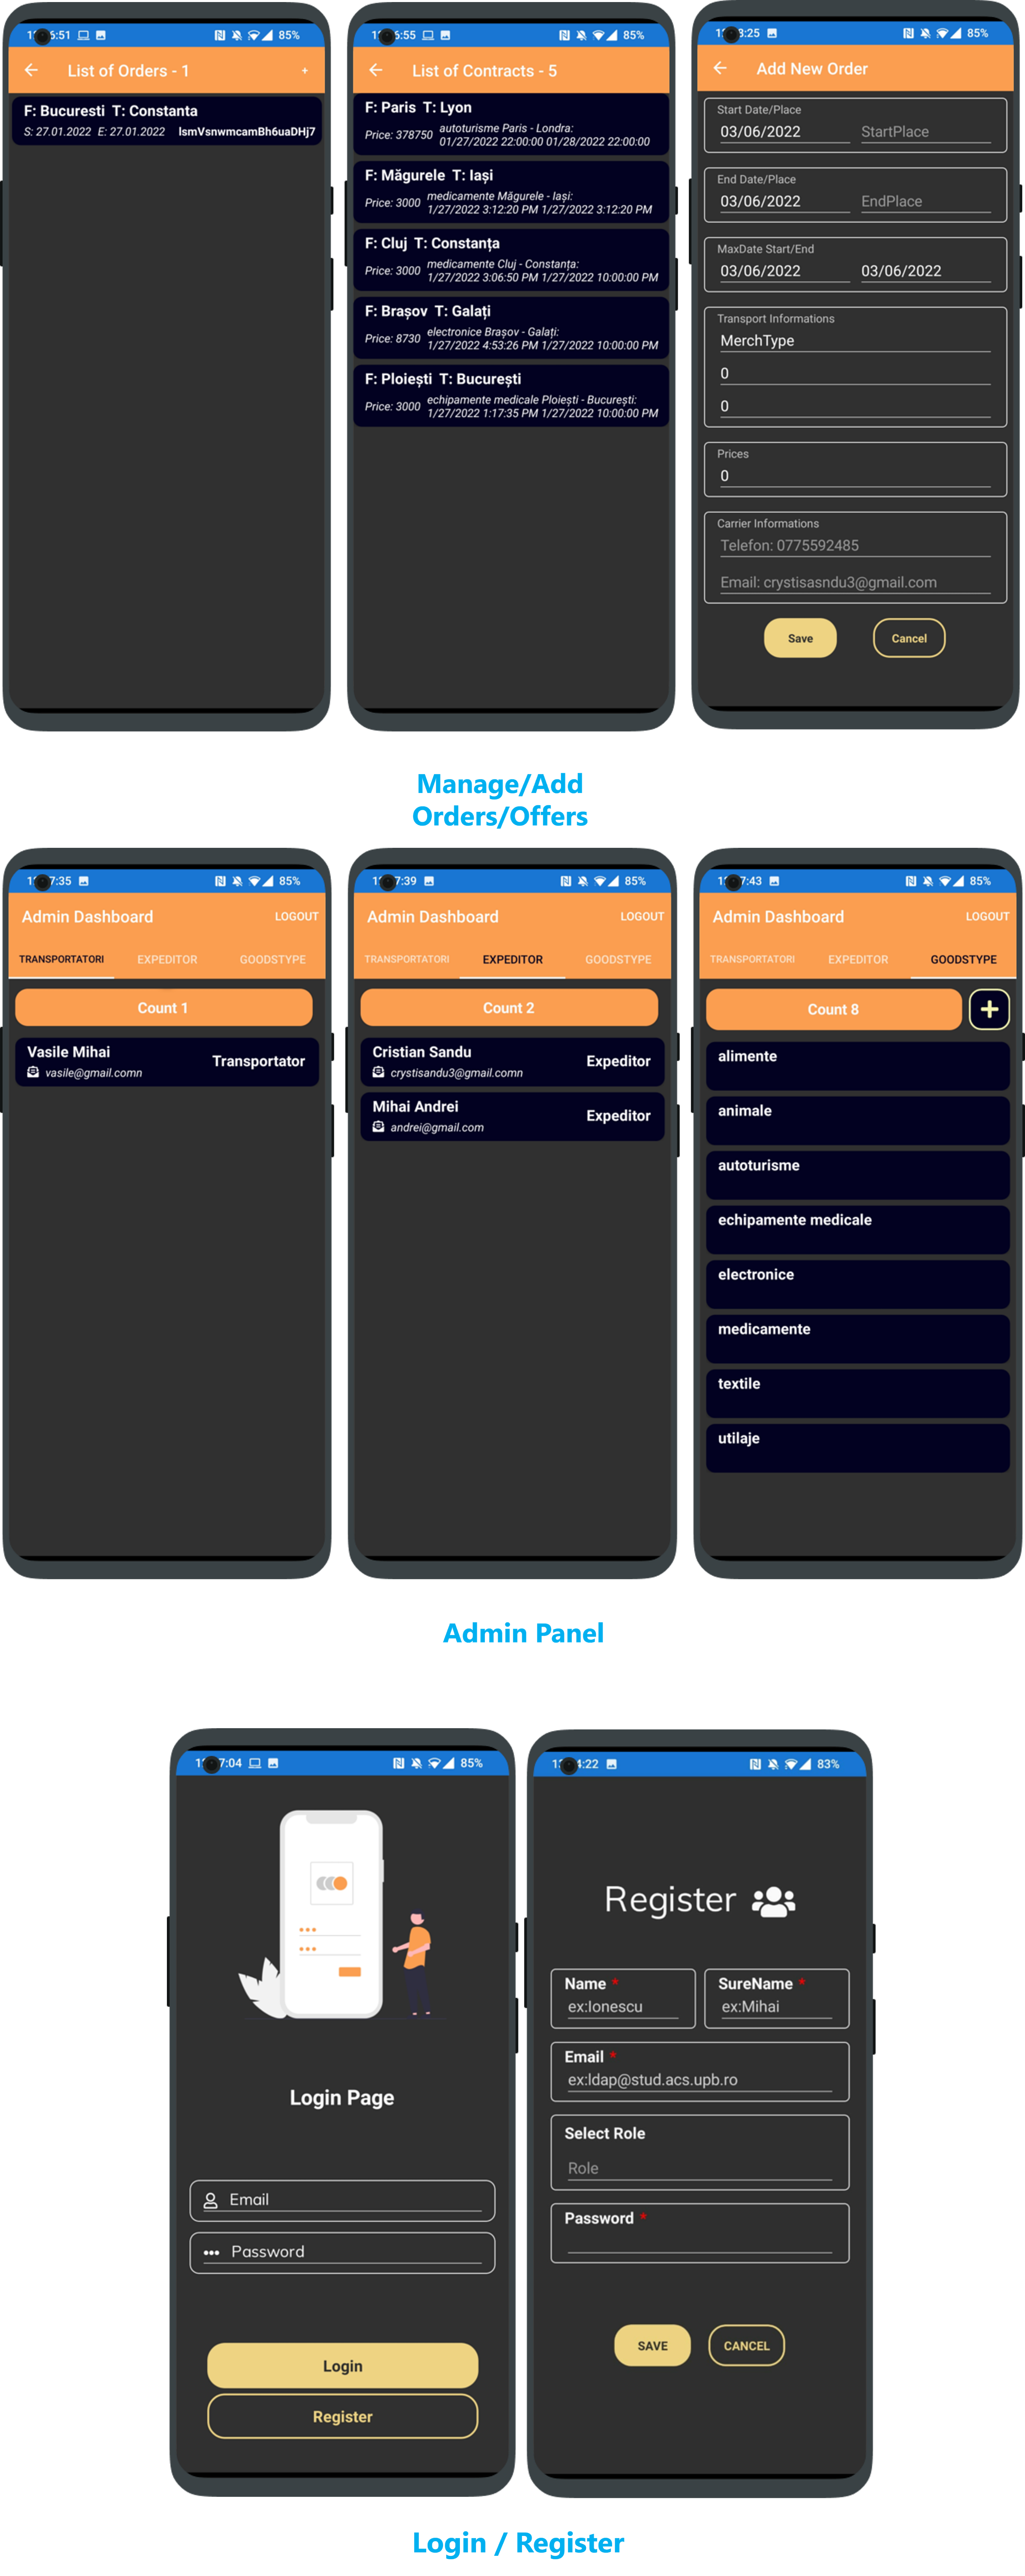 6:51 85%
List of Orders - 1 +
F: Bucuresti T: Constanta
S: 27.01.2022 E: 27.01.2022 lsmVsnwmcamBh6uaDHj7
6:55 85%
List of Contracts - 5
F: Paris T: Lyon
Price: 378750 autoturisme Paris - Londra:
01/27/2022 22:00:00 01/28/2022 22:00:00
F: Măgurele T: Iași
Price: 3000 medicamente Măgurele - Iași:
1/27/2022 3:12:20 PM 1/27/2022 3:12:20 PM
F: Cluj T: Constanța
Price: 3000 medicamente Cluj - Constanța:
1/27/2022 3:06:50 PM 1/27/2022 10:00:00 PM
F: Brașov T: Galați
Price: 8730 electronice Brașov - Galați:
1/27/2022 4:53:26 PM 1/27/2022 10:00:00 PM
F: Ploiești T: București
Price: 3000 echipamente medicale Ploiești - București:
1/27/2022 1:17:35 PM 1/27/2022 10:00:00 PM
8:25 85%
Add New Order
Start Date/Place
03/06/2022 StartPlace
End Date/Place
03/06/2022 EndPlace
MaxDate Start/End
03/06/2022 03/06/2022
Transport Informations
MerchType
0
0
Prices
0
Carrier Informations
Telefon: 0775592485
Email: crystisasndu3@gmail.com
Save Cancel
Manage/Add
Orders/Offers
7:35 85%
Admin Dashboard LOGOUT
TRANSPORTATORI EXPEDITOR GOODSTYPE
Count 1
Vasile Mihai
vasile@gmail.comn
Transportator
7:39 85%
Admin Dashboard LOGOUT
TRANSPORTATORI EXPEDITOR GOODSTYPE
Count 2
Cristian Sandu
crystisandu3@gmail.comn
Expeditor
Mihai Andrei
andrei@gmail.com
Expeditor
7:43 85%
Admin Dashboard LOGOUT
TRANSPORTATORI EXPEDITOR GOODSTYPE
Count 8 +
alimente
animale
autoturisme
echipamente medicale
electronice
medicamente
textile
utilaje
Admin Panel
7:04 85%
Login Page
Email
Password
Login
Register
4:22 83%
Register
Name * SureName *
ex:Ionescu ex:Mihai
Email *
ex:ldap@stud.acs.upb.ro
Select Role
Role
Password *
SAVE CANCEL
Login / Register